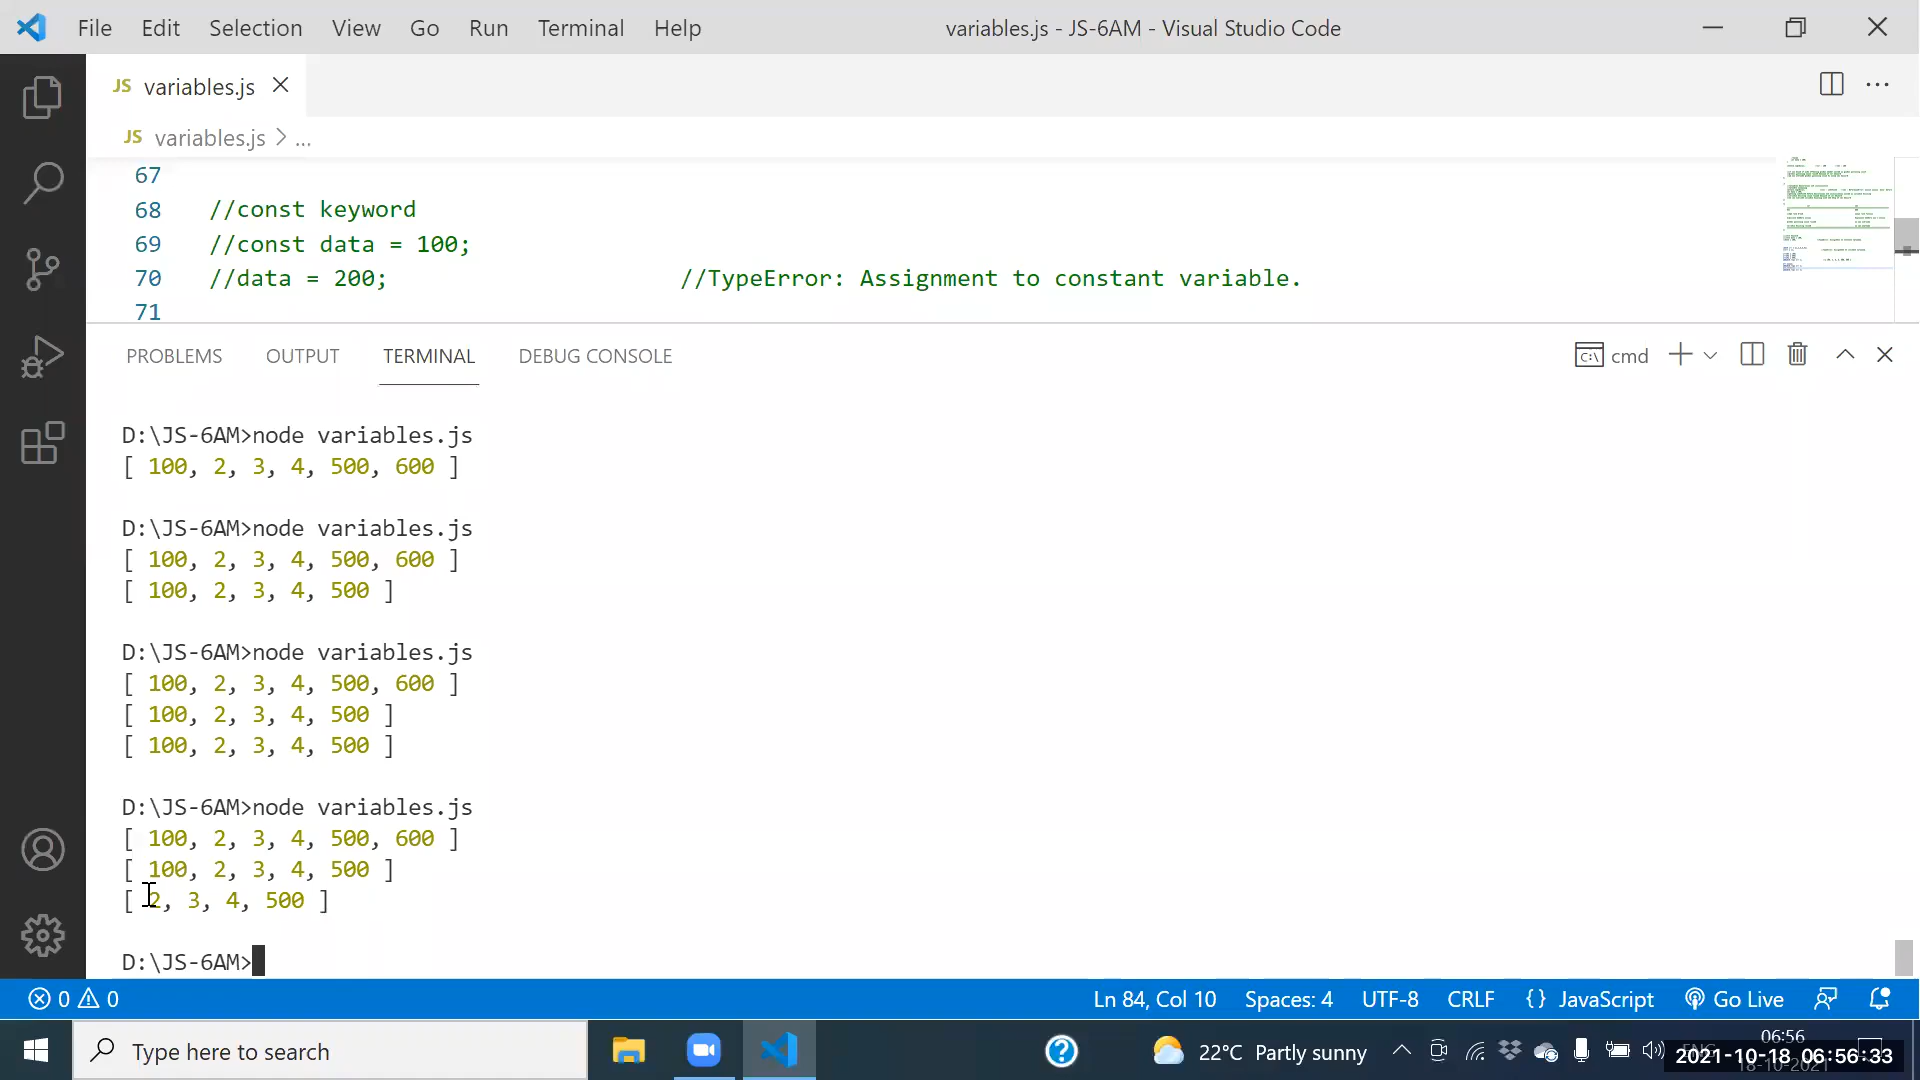 File Edit Selection View Go Run Terminal Help variables.js - JS-6AM - Visual Studio Code
JS variables.js
JS variables.js > ...
67
68 //const keyword
69 //const data = 100;
70 //data = 200; //TypeError: Assignment to constant variable.
71
PROBLEMS OUTPUT TERMINAL DEBUG CONSOLE cmd
D:\JS-6AM>node variables.js
[ 100, 2, 3, 4, 500, 600 ]
D:\JS-6AM>node variables.js
[ 100, 2, 3, 4, 500, 600 ]
[ 100, 2, 3, 4, 500 ]
D:\JS-6AM>node variables.js
[ 100, 2, 3, 4, 500, 600 ]
[ 100, 2, 3, 4, 500 ]
[ 100, 2, 3, 4, 500 ]
D:\JS-6AM>node variables.js
[ 100, 2, 3, 4, 500, 600 ]
[ 100, 2, 3, 4, 500 ]
[ 2, 3, 4, 500 ]
D:\JS-6AM>
0 0 Ln 84, Col 10 Spaces: 4 UTF-8 CRLF {} JavaScript Go Live
Type here to search 22°C Partly sunny ENG 06:56
2021-10-18 06:56:33
18-10-2021